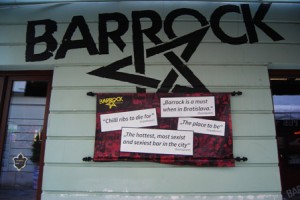 BARROCK
BARROCK
„Barrock is a must
when in Bratislava.“
"Chilli ribs to die for"
„The place to be“
„The hottest, most sexist
and sexiest bar in the city“